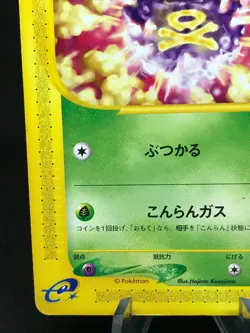 ぶつかる
こんらんガス
コインを1回投げ、「おもて」なら、相手を「こんらん」状態に
弱点 抵抗力 にげる
© Pokémon Illus. Hajime Kusajima
e